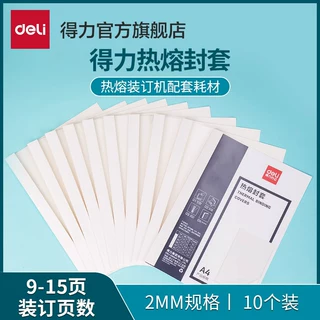 deli 得力官方旗舰店
得力热熔封套
热熔装订机配套耗材
deli
热熔封套
THERMAL BINDING
COVERS
A4
9-15页
装订页数
2MM规格 | 10个装